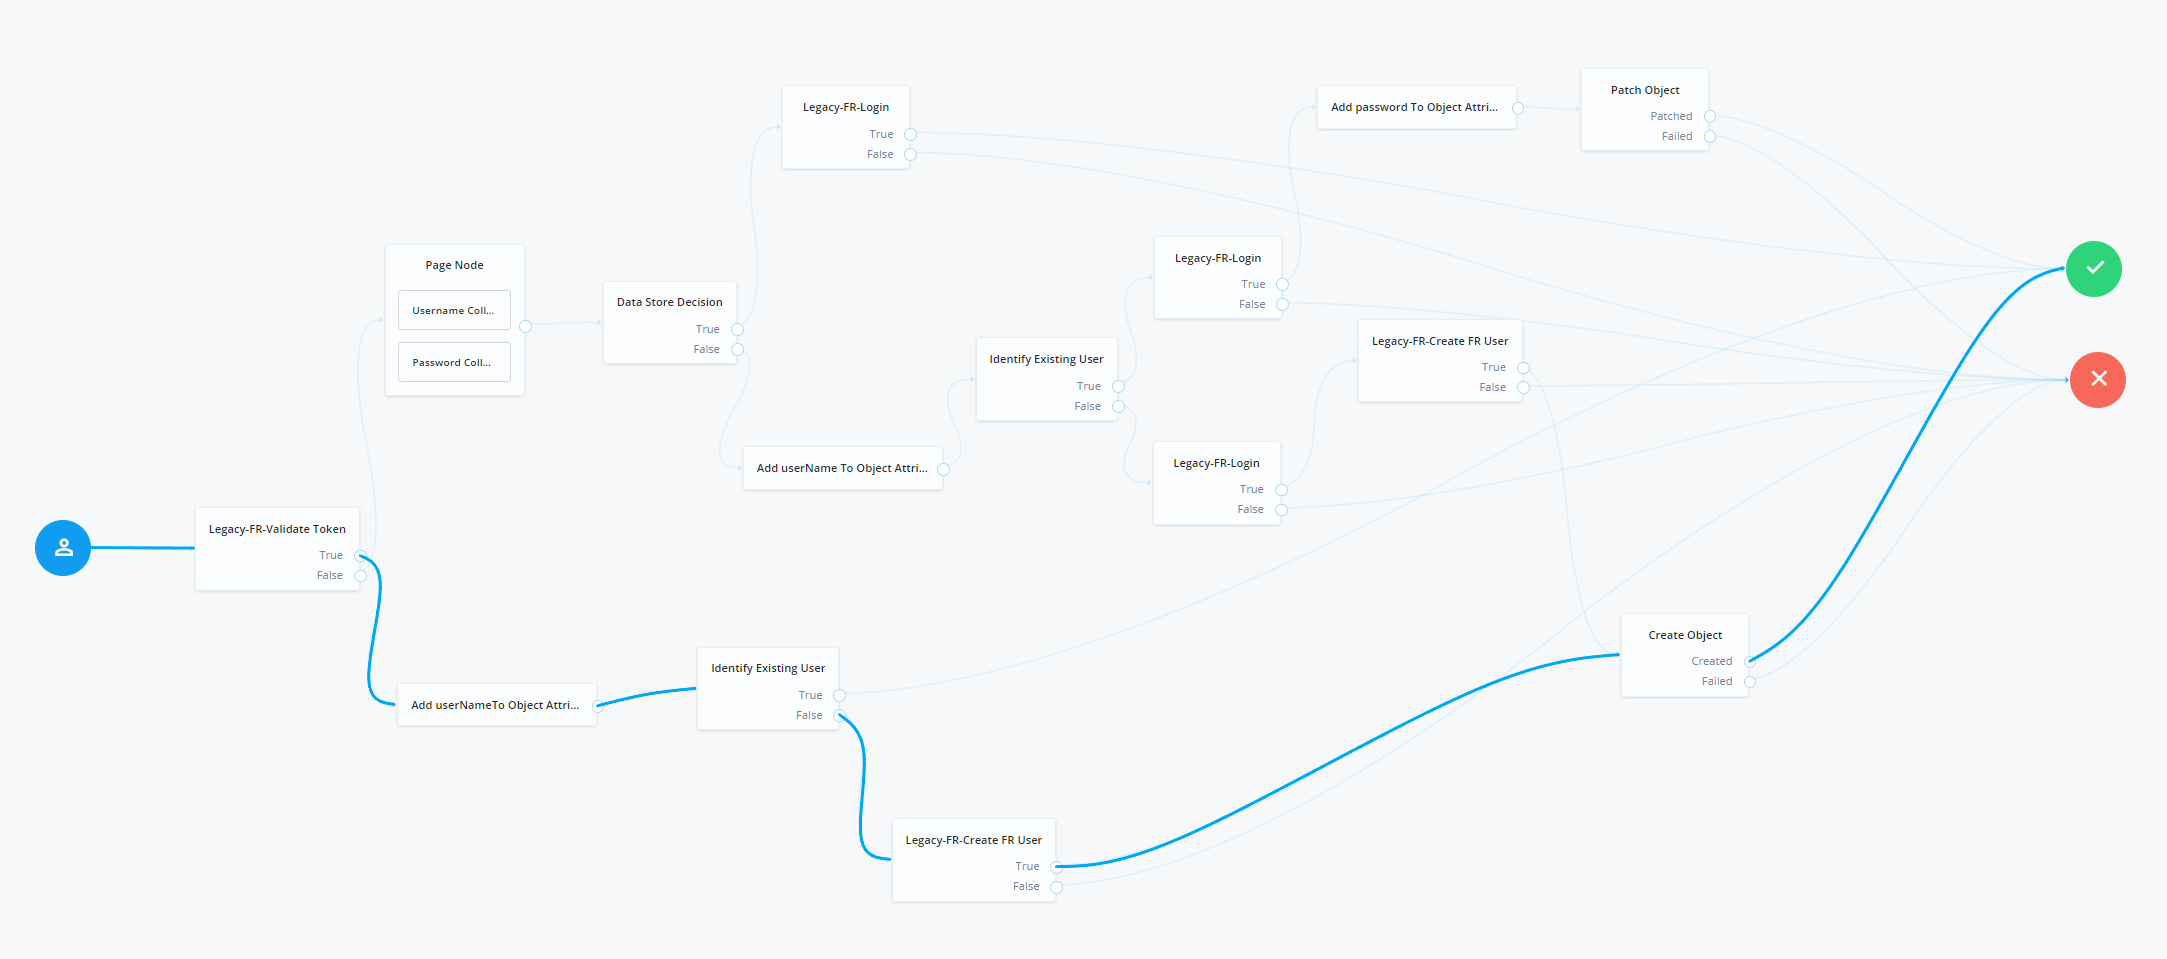 Legacy-FR-Login
True
False
Add password To Object Attri...
Patch Object
Patched
Failed
Page Node
Username Coll...
Password Coll...
Data Store Decision
True
False
Legacy-FR-Login
True
False
Identify Existing User
True
False
Legacy-FR-Create FR User
True
False
Add userName To Object Attri...
Legacy-FR-Login
True
False
Legacy-FR-Validate Token
True
False
Add userNameTo Object Attri...
Identify Existing User
True
False
Create Object
Created
Failed
Legacy-FR-Create FR User
True
False